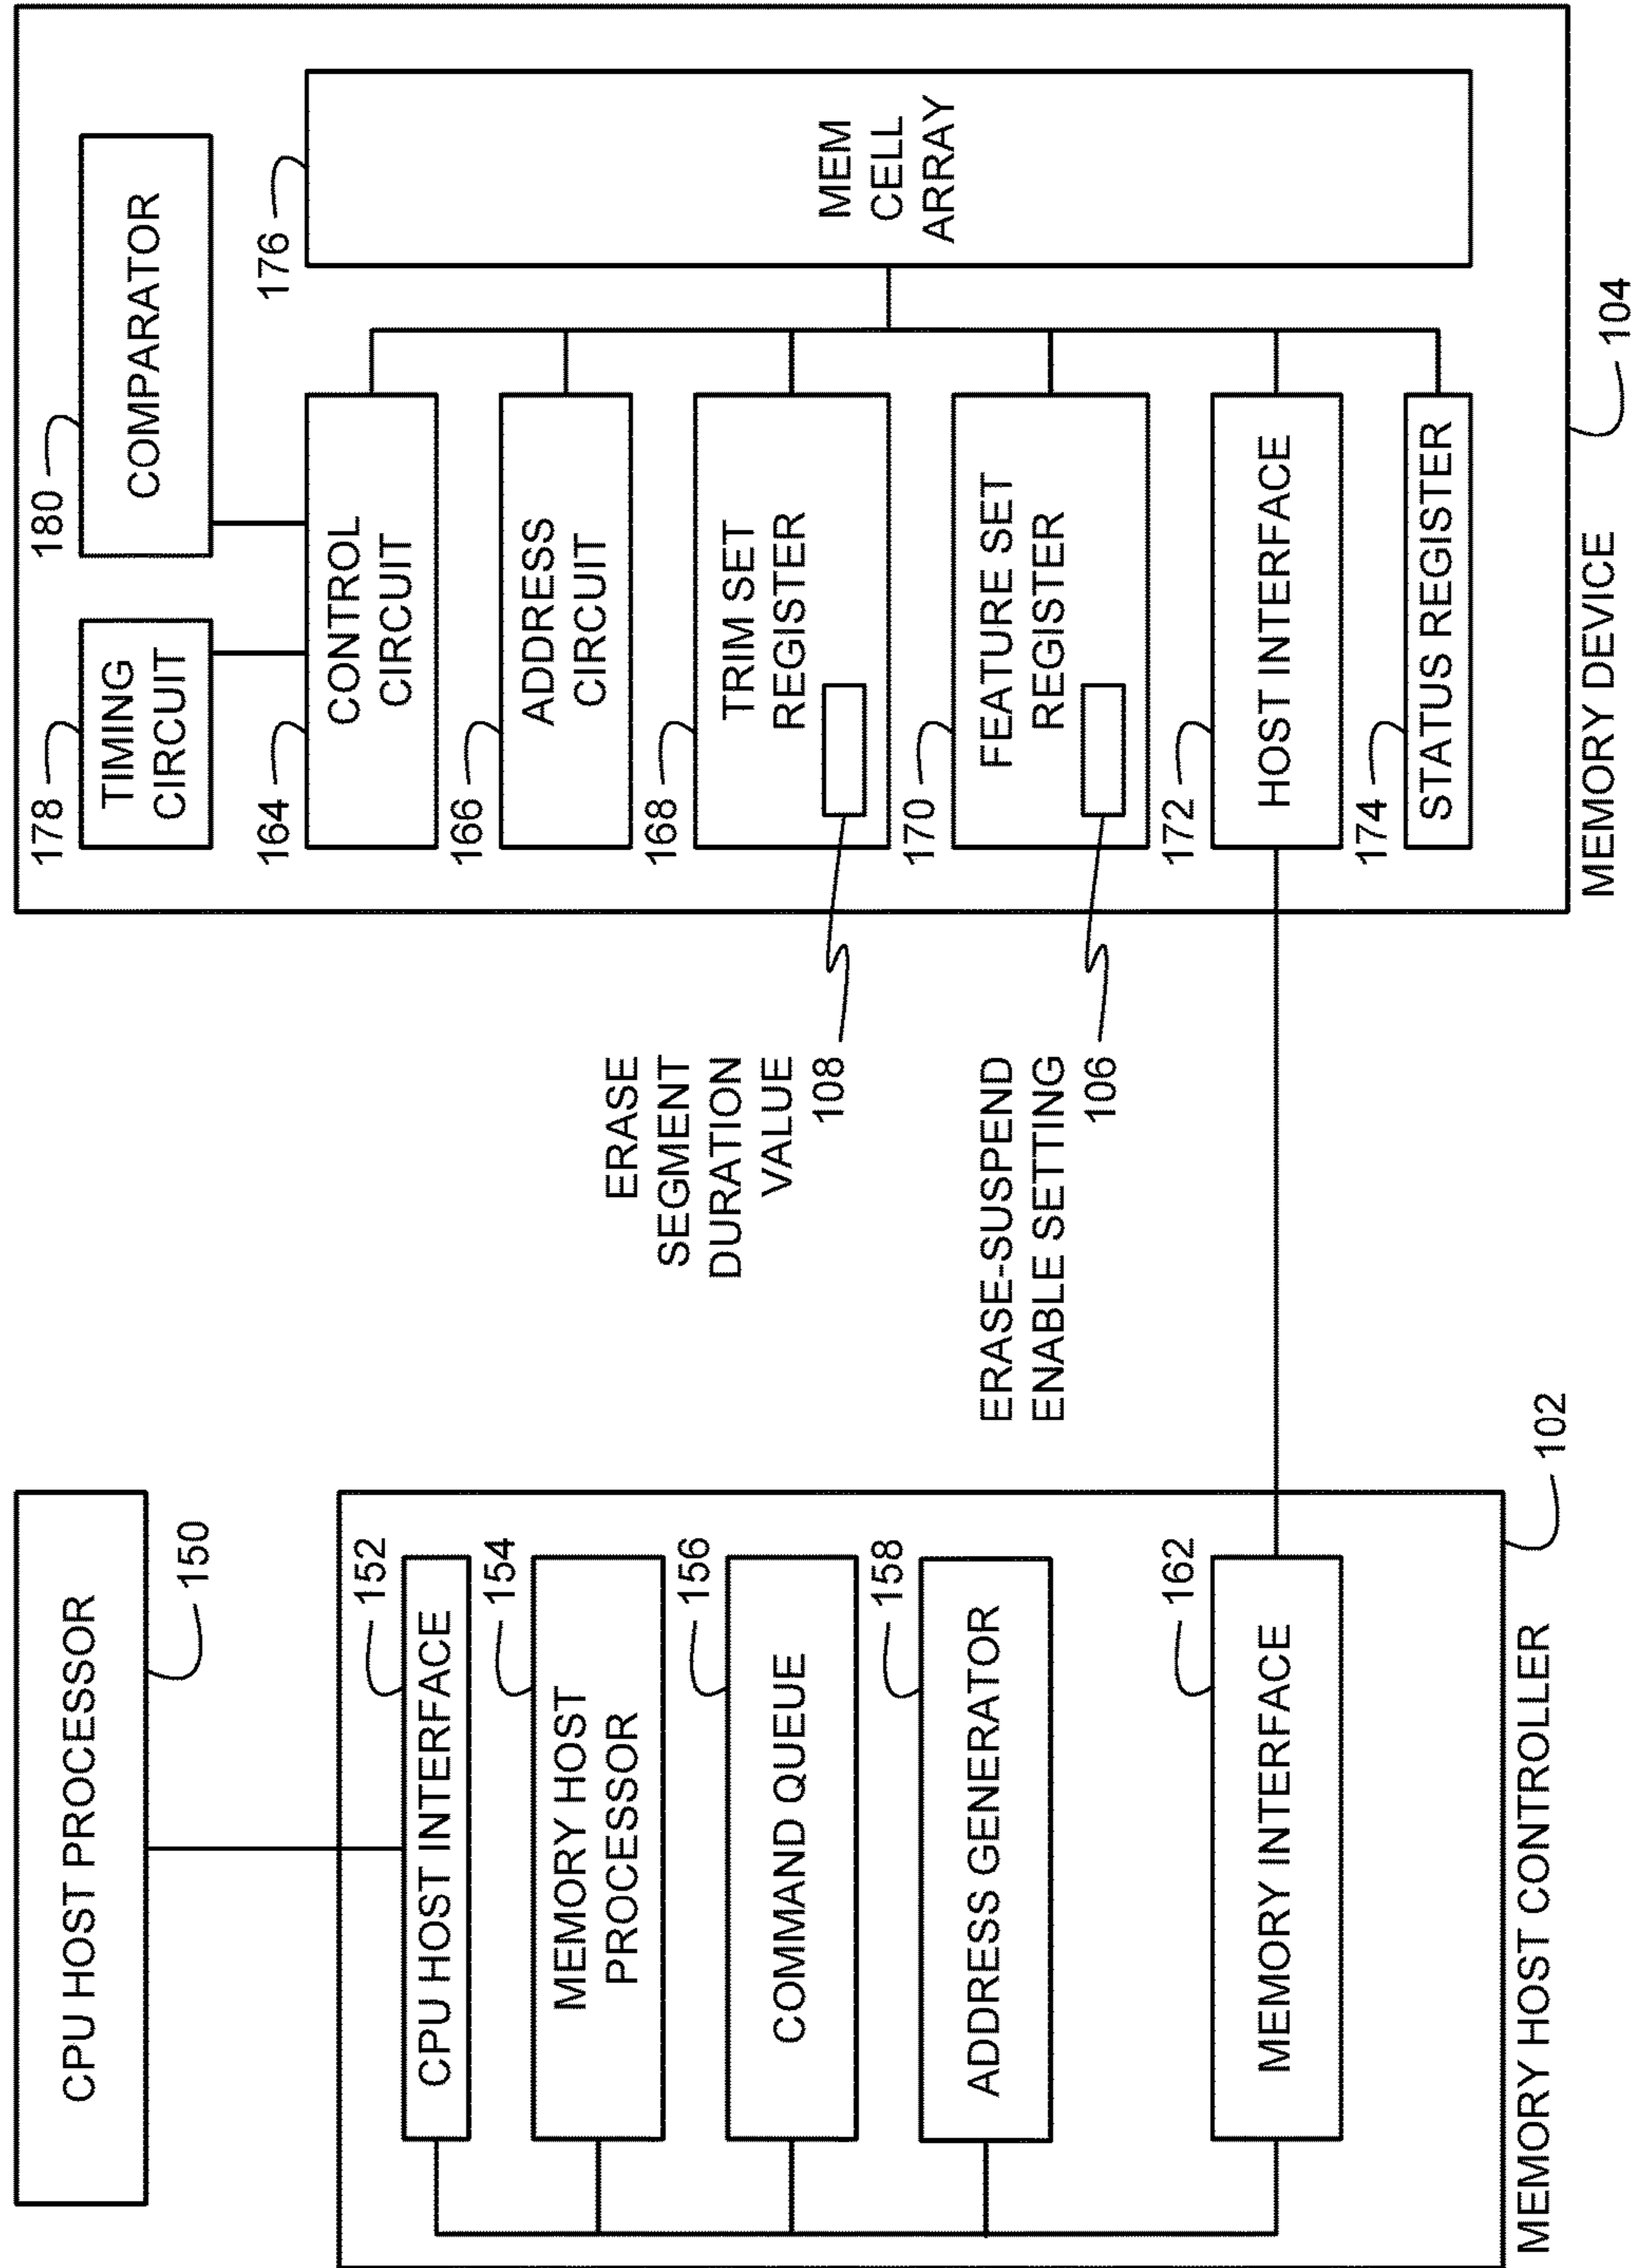 CPU HOST PROCESSOR
150
152
CPU HOST INTERFACE
154
MEMORY HOST
PROCESSOR
156
COMMAND QUEUE
158
ADDRESS GENERATOR
162
MEMORY INTERFACE
MEMORY HOST CONTROLLER
102
ERASE
SEGMENT
DURATION
VALUE
108
ERASE-SUSPEND
ENABLE SETTING
106
178
TIMING
CIRCUIT
180
COMPARATOR
164
CONTROL
CIRCUIT
166
ADDRESS
CIRCUIT
168
TRIM SET
REGISTER
170
FEATURE SET
REGISTER
172
HOST INTERFACE
174
STATUS REGISTER
176
MEM
CELL
ARRAY
MEMORY DEVICE
104